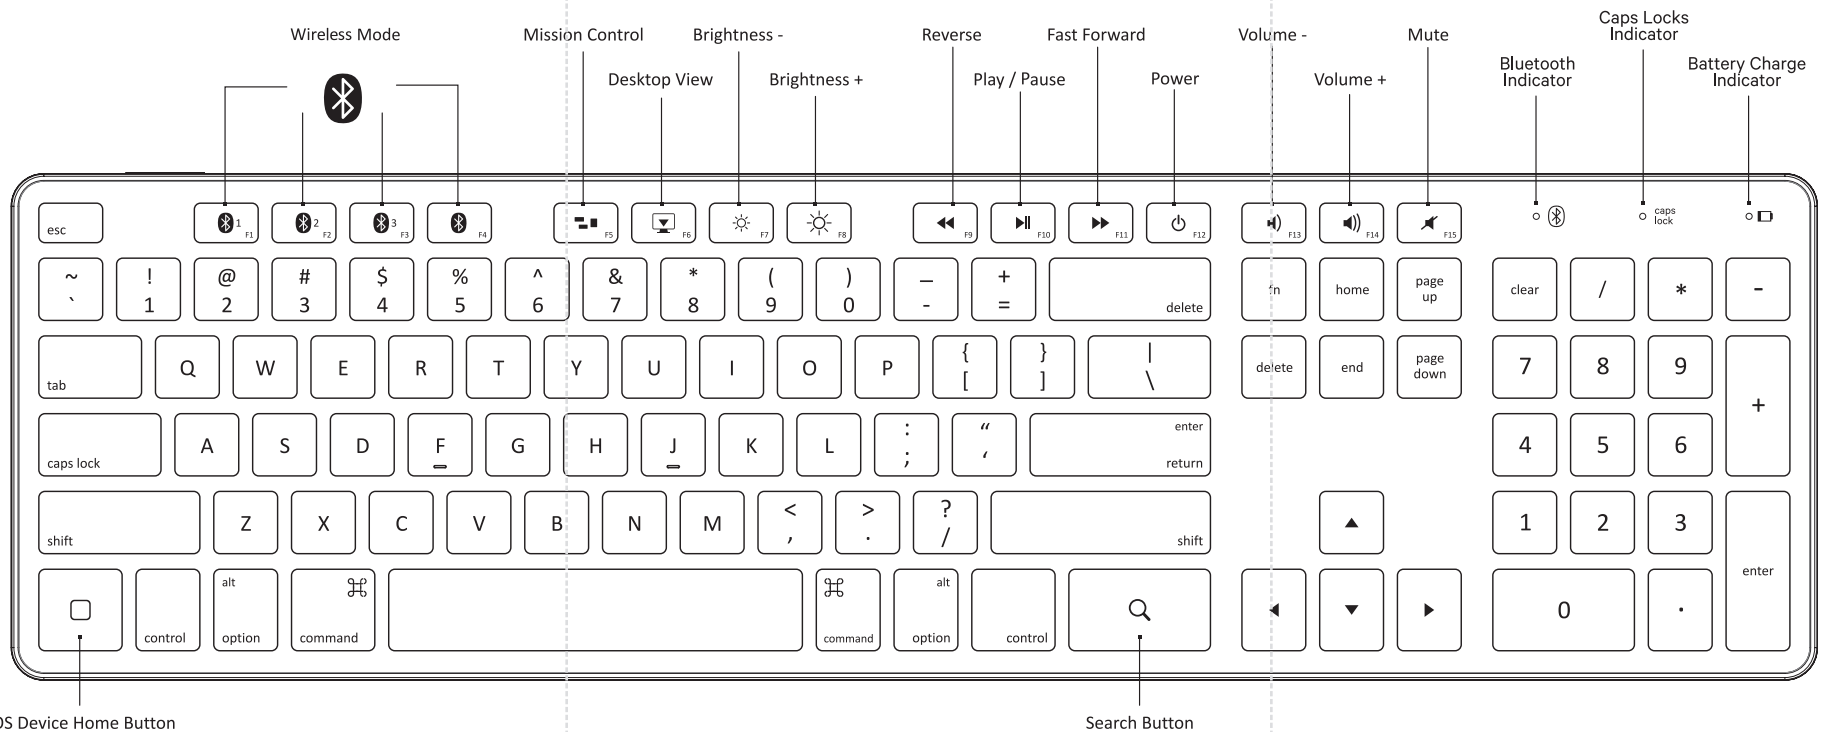 Caps Locks
Indicator
Wireless Mode
Mission Control
Brightness -
Reverse
Fast Forward
Volume -
Mute
Bluetooth
Indicator
Battery Charge
Indicator
Desktop View
Brightness +
Play / Pause
Power
Volume +
esc
1 F1
2 F2
3 F3
F4
F5
F6
F7
F8
F9
F10
F11
F12
F13
F14
F15
caps
lock
~ `
! 1
@ 2
# 3
$ 4
% 5
^ 6
& 7
* 8
( 9
) 0
_ -
+ =
delete
fn
home
page
up
clear
/
*
-
tab
Q
W
E
R
T
Y
U
I
O
P
{ [
} ]
| \
delete
end
page
down
7
8
9
+
caps lock
A
S
D
F
G
H
J
K
L
: ;
“ ‘
enter
return
4
5
6
shift
Z
X
C
V
B
N
M
< ,
> .
? /
shift
1
2
3
enter
control
alt
option
⌘
command
⌘
command
alt
option
control
0
.
OS Device Home Button
Search Button